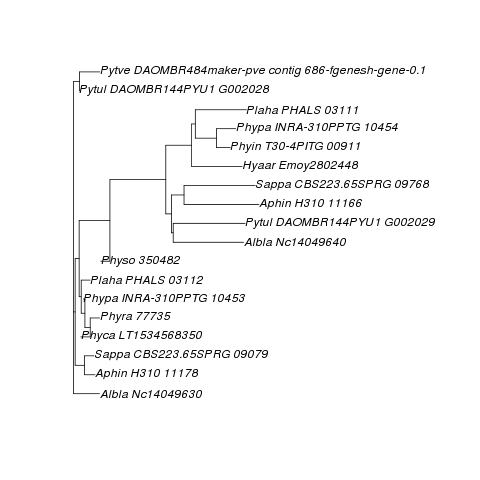 Pytve DAOMBR484maker-pve contig 686-fgenesh-gene-0.1
Pytul DAOMBR144PYU1 G002028
Plaha PHALS 03111
Phypa INRA-310PPTG 10454
Phyin T30-4PITG 00911
Hyaar Emoy2802448
Sappa CBS223.65SPRG 09768
Aphin H310 11166
Pytul DAOMBR144PYU1 G002029
Albla Nc14049640
Physo 350482
Plaha PHALS 03112
Phypa INRA-310PPTG 10453
Phyra 77735
Phyca LT1534568350
Sappa CBS223.65SPRG 09079
Aphin H310 11178
Albla Nc14049630